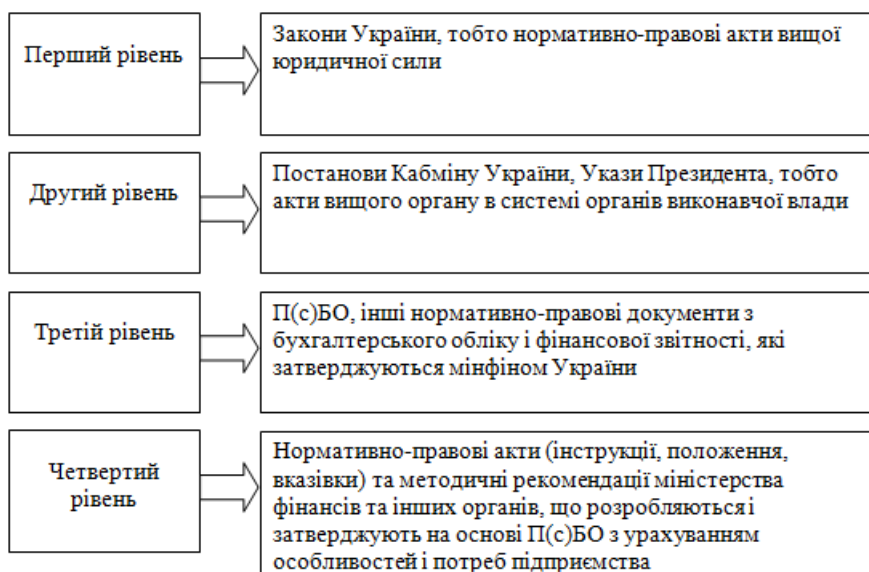 Перший рівень
Закони України, тобто нормативно-правові акти вищої
юридичної сили
Другий рівень
Постанови Кабміну України, Укази Президента, тобто
акти вищого органу в системі органів виконавчої влади
Третій рівень
П(с)БО, інші нормативно-правові документи з
бухгалтерського обліку і фінансової звітності, які
затверджуються мінфіном України
Четвертий
рівень
Нормативно-правові акти (інструкції, положення,
вказівки) та методичні рекомендації міністерства
фінансів та інших органів, що розробляються і
затверджують на основі П(с)БО з урахуванням
особливостей і потреб підприємства